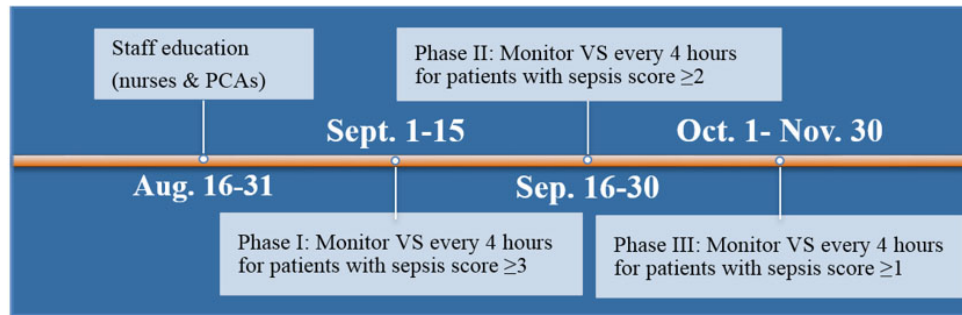 Staff education
(nurses & PCAs)
Aug. 16-31
Sept. 1-15
Phase I: Monitor VS every 4 hours
for patients with sepsis score ≥3
Phase II: Monitor VS every 4 hours
for patients with sepsis score ≥2
Sep. 16-30
Oct. 1- Nov. 30
Phase III: Monitor VS every 4 hours
for patients with sepsis score ≥1